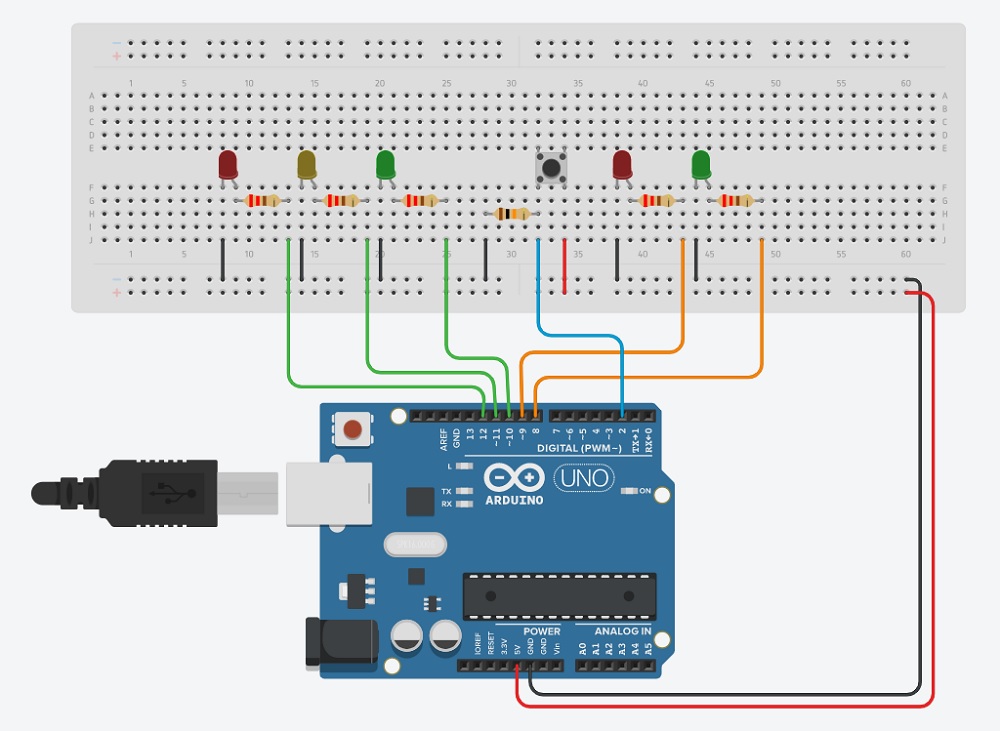 − −
+ +
1 5 10 15 20 25 30 35 40 45 50 55 60
A A
B B
C C
D D
E E
F F
G G
H H
I I
J J
1 5 10 15 20 25 30 35 40 45 50 55 60
− −
+ +
AREF GND 13 12 ~11 ~10 ~9 8 7 ~6 ~5 4 ~3 2 TX→1 RX←0
DIGITAL (PWM~)
L
TX
RX
ARDUINO
UNO
ON
POWER ANALOG IN
IOREF RESET 3.3V 5V GND GND Vin A0 A1 A2 A3 A4 A5